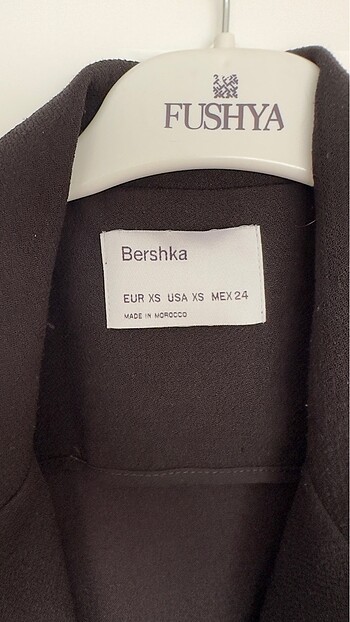 FUSHYA
Bershka
EUR XS USA XS MEX 24
MADE IN MOROCCO